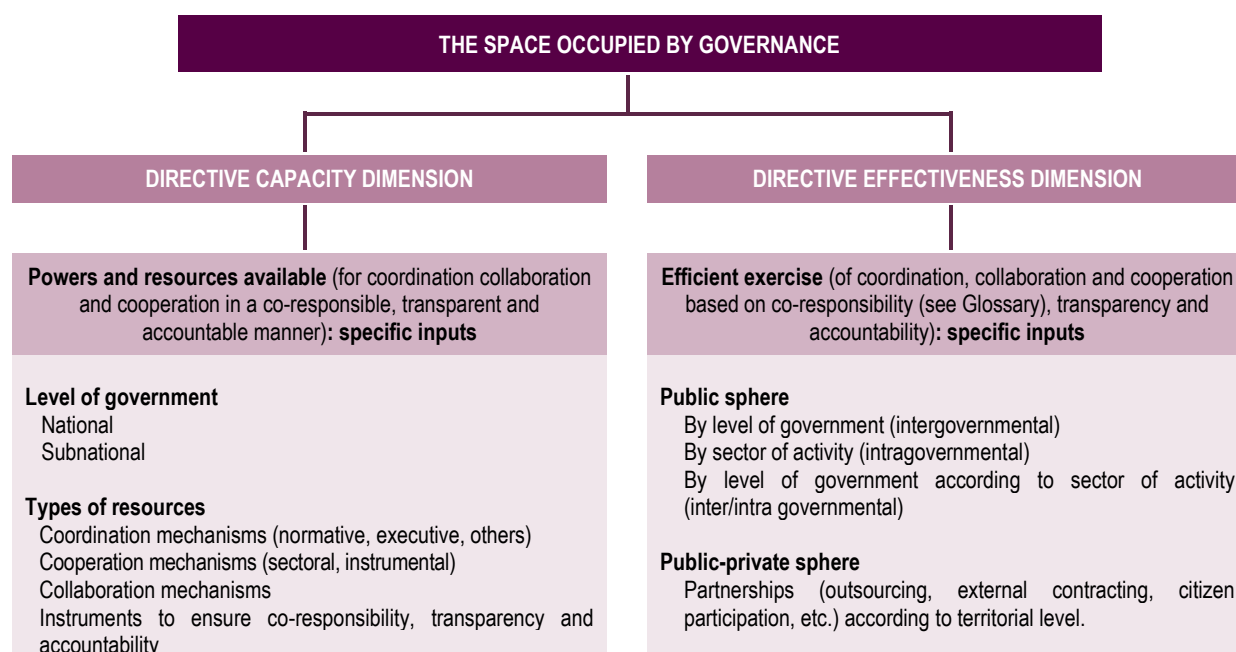 THE SPACE OCCUPIED BY GOVERNANCE
DIRECTIVE CAPACITY DIMENSION
Powers and resources available (for coordination collaboration
and cooperation in a co-responsible, transparent and
accountable manner): specific inputs
Level of government
National
Subnational
Types of resources
Coordination mechanisms (normative, executive, others)
Cooperation mechanisms (sectoral, instrumental)
Collaboration mechanisms
Instruments to ensure co-responsibility, transparency and
accountability
DIRECTIVE EFFECTIVENESS DIMENSION
Efficient exercise (of coordination, collaboration and cooperation
based on co-responsibility (see Glossary), transparency and
accountability): specific inputs
Public sphere
By level of government (intergovernmental)
By sector of activity (intragovernmental)
By level of government according to sector of activity
(inter/intra governmental)
Public-private sphere
Partnerships (outsourcing, external contracting, citizen
participation, etc.) according to territorial level.